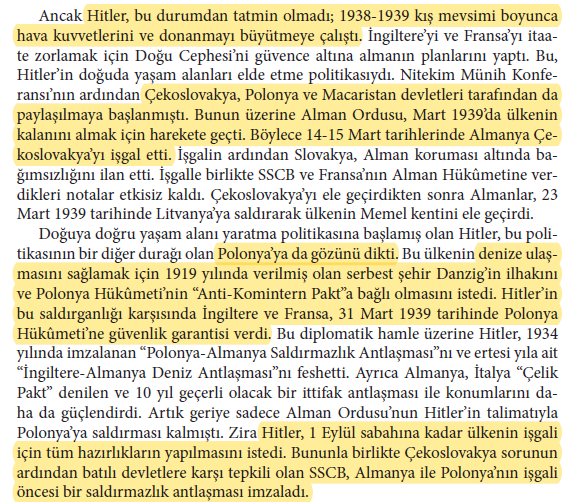 Ancak Hitler, bu durumdan tatmin olmadı; 1938-1939 kış mevsimi boyunca
hava kuvvetlerini ve donanmayı büyütmeye çalıştı. İngiltere’yi ve Fransa’yı itaa-
te zorlamak için Doğu Cephesi’ni güvence altına almanın planlarını yaptı. Bu,
Hitler’in doğuda yaşam alanları elde etme politikasıydı. Nitekim Münih Konfe-
ransı’nın ardından Çekoslovakya, Polonya ve Macaristan devletleri tarafından da
paylaşılmaya başlanmıştı. Bunun üzerine Alman Ordusu, Mart 1939’da ülkenin
kalanını almak için harekete geçti. Böylece 14-15 Mart tarihlerinde Almanya Çe-
koslovakya’yı işgal etti. İşgalin ardından Slovakya, Alman koruması altında ba-
ğımsızlığını ilan etti. İşgalle birlikte SSCB ve Fransa’nın Alman Hükûmetine ver-
dikleri notalar etkisiz kaldı. Çekoslovakya’yı ele geçirdikten sonra Almanlar, 23
Mart 1939 tarihinde Litvanya’ya saldırarak ülkenin Memel kentini ele geçirdi.
Doğuya doğru yaşam alanı yaratma politikasına başlamış olan Hitler, bu poli-
tikasının bir diğer durağı olan Polonya’ya da gözünü dikti. Bu ülkenin denize ulaş-
masını sağlamak için 1919 yılında verilmiş olan serbest şehir Danzig’in ilhakını
ve Polonya Hükûmeti’nin “Anti-Komintern Pakt”a bağlı olmasını istedi. Hitler’in
bu saldırganlığı karşısında İngiltere ve Fransa, 31 Mart 1939 tarihinde Polonya
Hükûmeti’ne güvenlik garantisi verdi. Bu diplomatik hamle üzerine Hitler, 1934
yılında imzalanan “Polonya-Almanya Saldırmazlık Antlaşması”nı ve ertesi yıla ait
“İngiltere-Almanya Deniz Antlaşması”nı feshetti. Ayrıca Almanya, İtalya “Çelik
Pakt” denilen ve 10 yıl geçerli olacak bir ittifak antlaşması ile konumlarını da-
ha da güçlendirdi. Artık geriye sadece Alman Ordusu’nun Hitler’in talimatıyla
Polonya’ya saldırması kalmıştı. Zira Hitler, 1 Eylül sabahına kadar ülkenin işgali
için tüm hazırlıkların yapılmasını istedi. Bununla birlikte Çekoslovakya sorunun
ardından batılı devletlere karşı tepkili olan SSCB, Almanya ile Polonya’nın işgali
öncesi bir saldırmazlık antlaşması imzaladı.